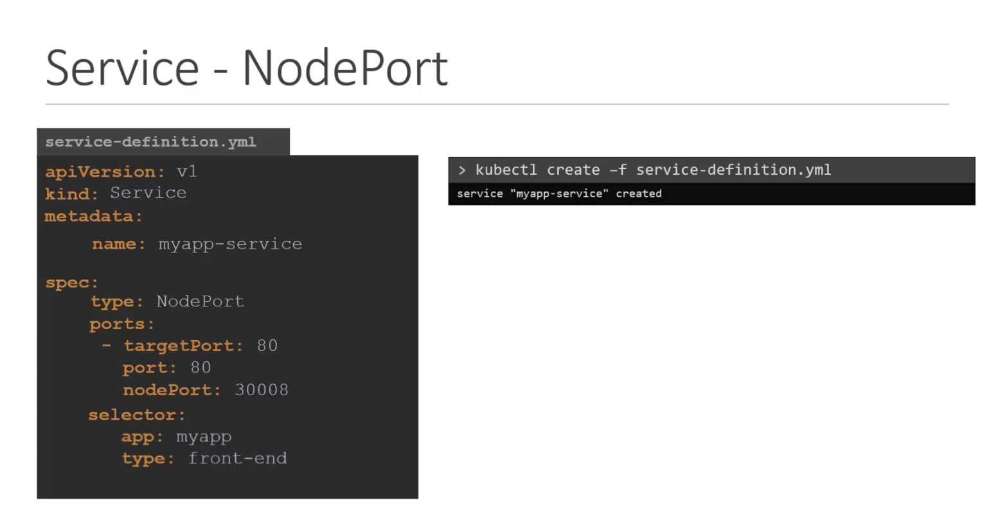 Service - NodePort
service-definition.yml
apiVersion: v1
kind: Service
metadata:
name: myapp-service
spec:
type: NodePort
ports:
- targetPort: 80
port: 80
nodePort: 30008
selector:
app: myapp
type: front-end
> kubectl create –f service-definition.yml
service "myapp-service" created